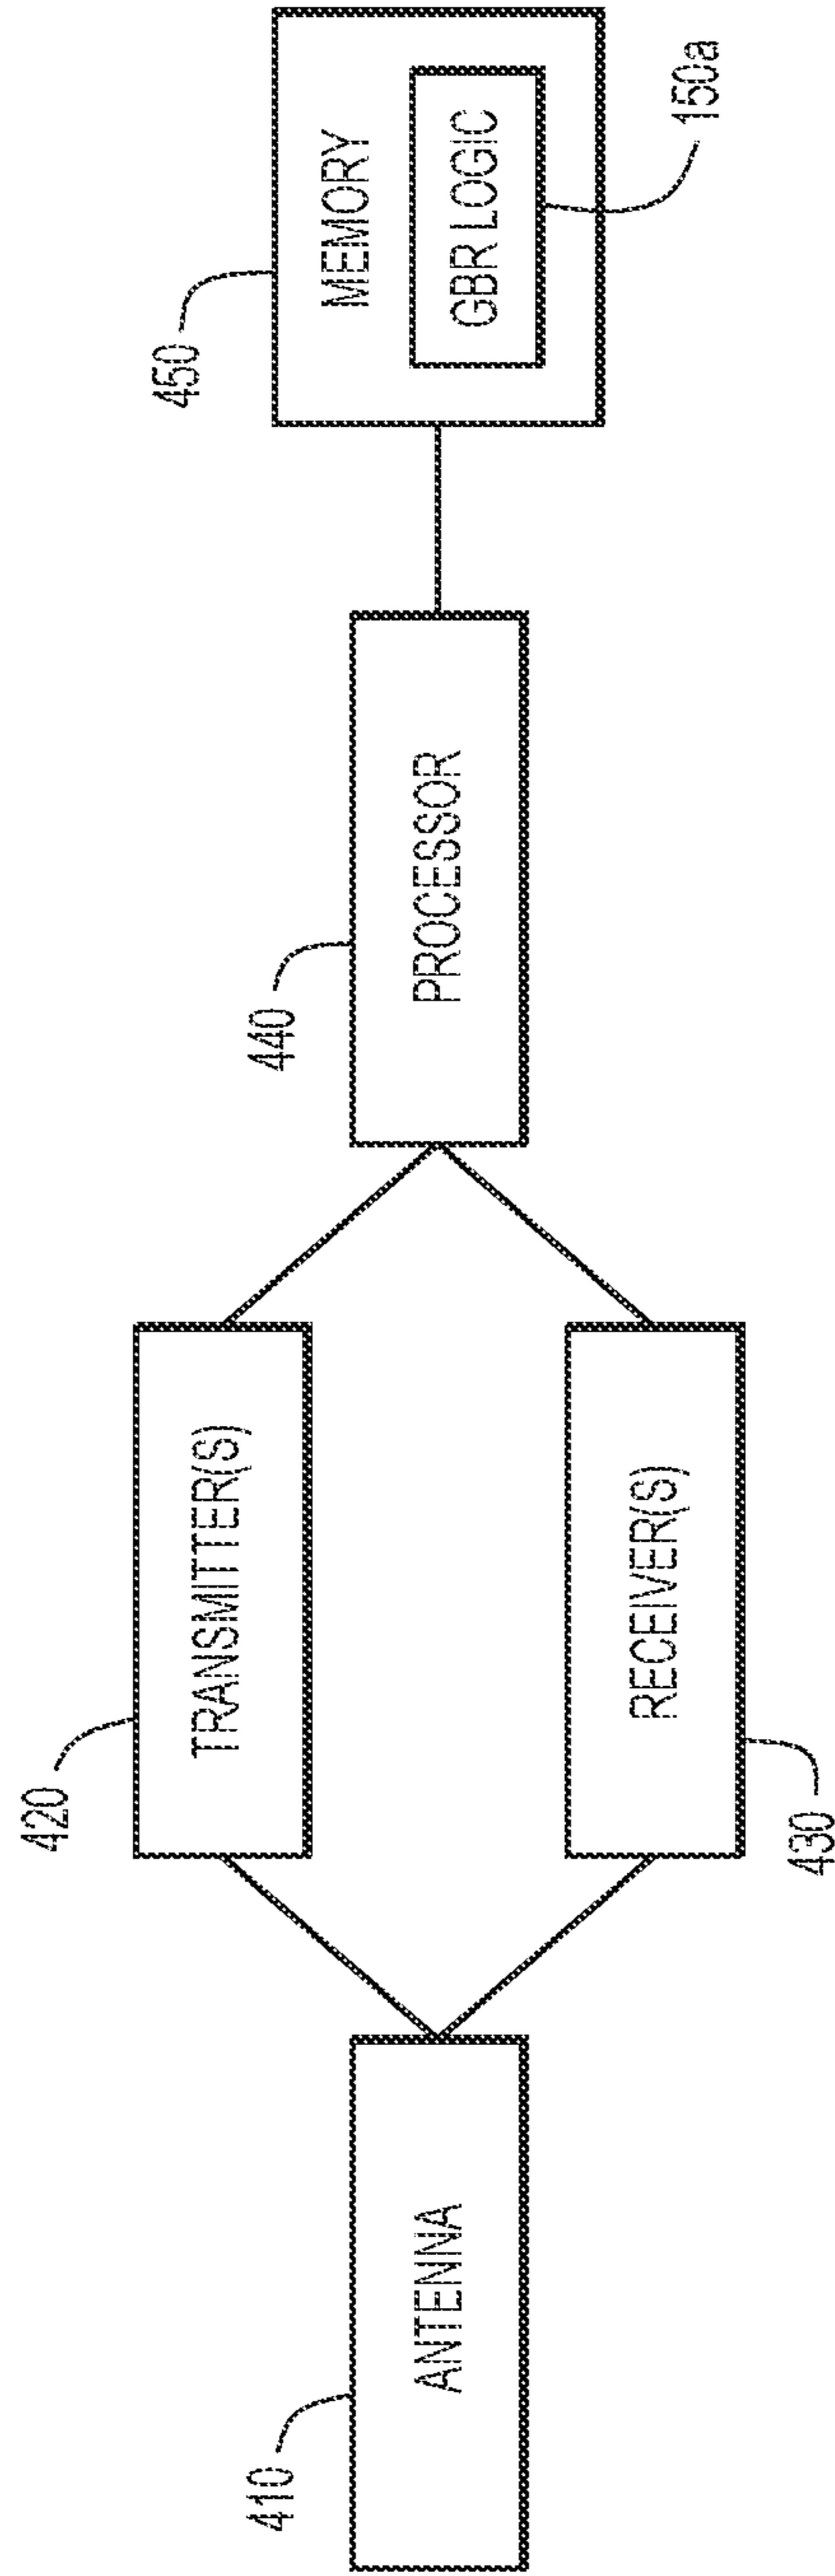 410
ANTENNA
420
TRANSMITTER(S)
RECEIVER(S)
430
440
PROCESSOR
450
MEMORY
GBR LOGIC
150a